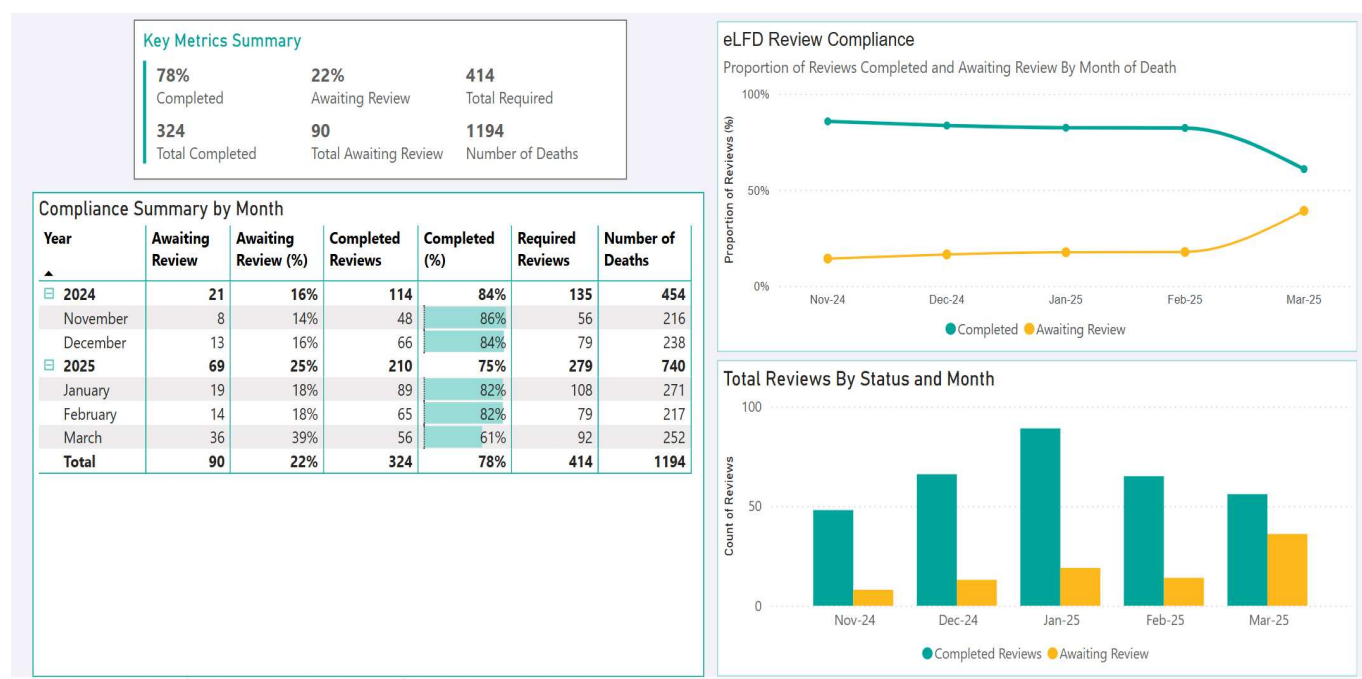 Key Metrics Summary
78% 22% 414
Completed Awaiting Review Total Required
324 90 1194
Total Completed Total Awaiting Review Number of Deaths
Compliance Summary by Month
Year Awaiting Review Awaiting Review (%) Completed Reviews Completed (%) Required Reviews Number of Deaths
2024 21 16% 114 84% 135 454
November 8 14% 48 86% 56 216
December 13 16% 66 84% 79 238
2025 69 25% 210 75% 279 740
January 19 18% 89 82% 108 271
February 14 18% 65 82% 79 217
March 36 39% 56 61% 92 252
Total 90 22% 324 78% 414 1194
eLFD Review Compliance
Proportion of Reviews Completed and Awaiting Review By Month of Death
Proportion of Reviews (%)
100%
50%
0%
Nov-24 Dec-24 Jan-25 Feb-25 Mar-25
Completed Awaiting Review
Total Reviews By Status and Month
Count of Reviews
100
50
0
Nov-24 Dec-24 Jan-25 Feb-25 Mar-25
Completed Reviews Awaiting Review